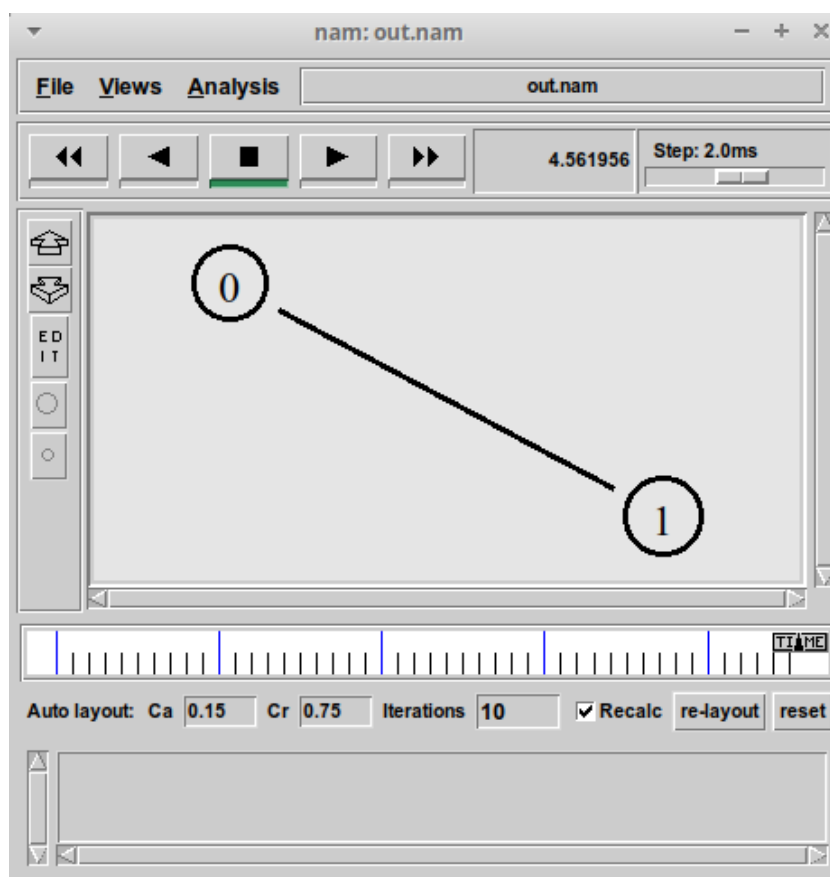 nam: out.nam
File Views Analysis out.nam
4.561956 Step: 2.0ms
0
E D
I T
1
TIME
Auto layout: Ca 0.15 Cr 0.75 Iterations 10 Recalc re-layout reset